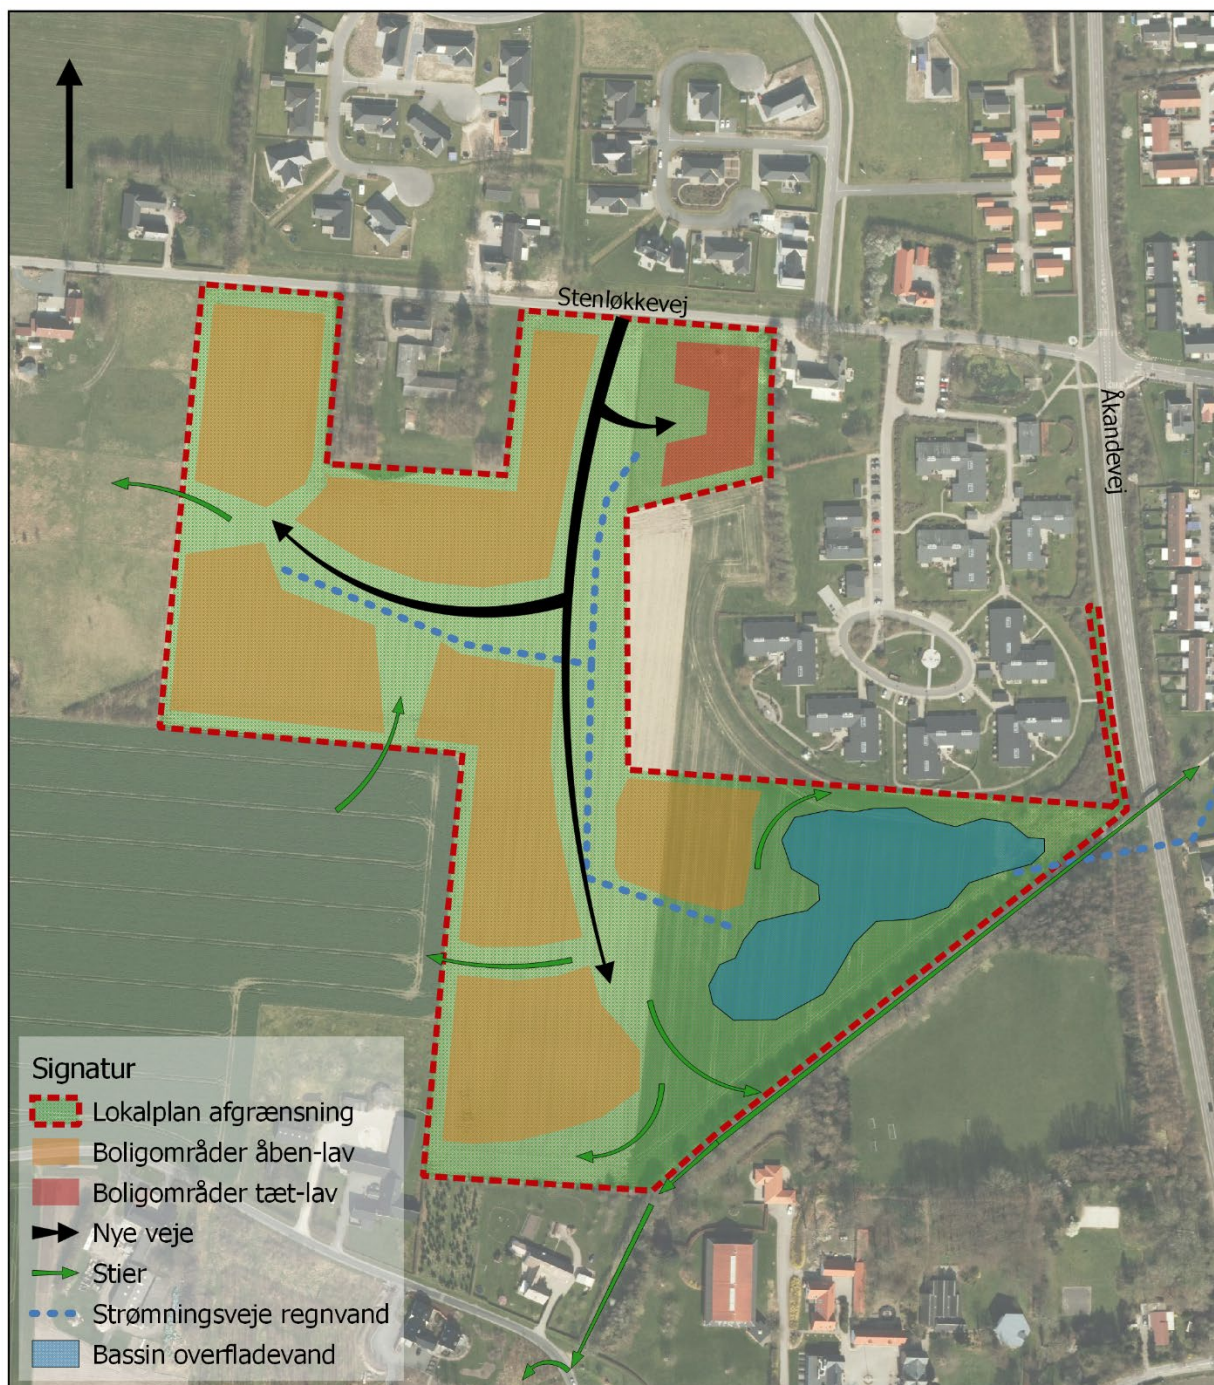 Stenløkkevej
Åkandevej
Signatur
Lokalplan afgrænsning
Boligområder åben-lav
Boligområder tæt-lav
Nye veje
Stier
Strømningsveje regnvand
Bassin overfladevand